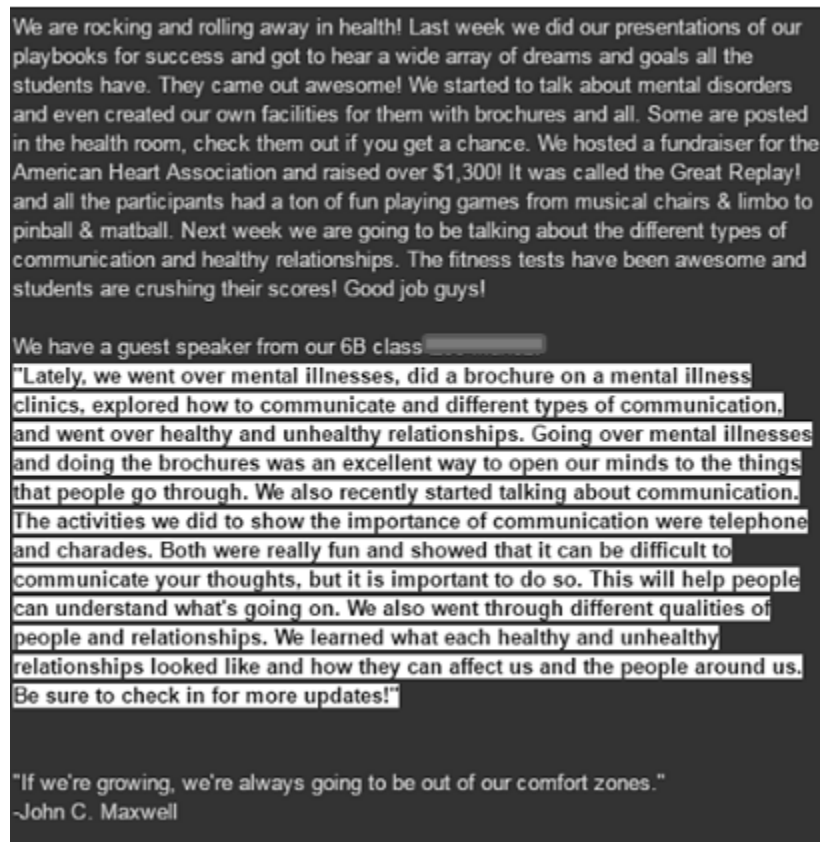 We are rocking and rolling away in health! Last week we did our presentations of our
playbooks for success and got to hear a wide array of dreams and goals all the
students have. They came out awesome! We started to talk about mental disorders
and even created our own facilities for them with brochures and all. Some are posted
in the health room, check them out if you get a chance. We hosted a fundraiser for the
American Heart Association and raised over $1,300! It was called the Great Replay!
and all the participants had a ton of fun playing games from musical chairs & limbo to
pinball & matball. Next week we are going to be talking about the different types of
communication and healthy relationships. The fitness tests have been awesome and
students are crushing their scores! Good job guys!
We have a guest speaker from our 6B class
"Lately, we went over mental illnesses, did a brochure on a mental illness
clinics, explored how to communicate and different types of communication,
and went over healthy and unhealthy relationships. Going over mental illnesses
and doing the brochures was an excellent way to open our minds to the things
that people go through. We also recently started talking about communication.
The activities we did to show the importance of communication were telephone
and charades. Both were really fun and showed that it can be difficult to
communicate your thoughts, but it is important to do so. This will help people
can understand what's going on. We also went through different qualities of
people and relationships. We learned what each healthy and unhealthy
relationships looked like and how they can affect us and the people around us.
Be sure to check in for more updates!"
"If we're growing, we're always going to be out of our comfort zones."
-John C. Maxwell